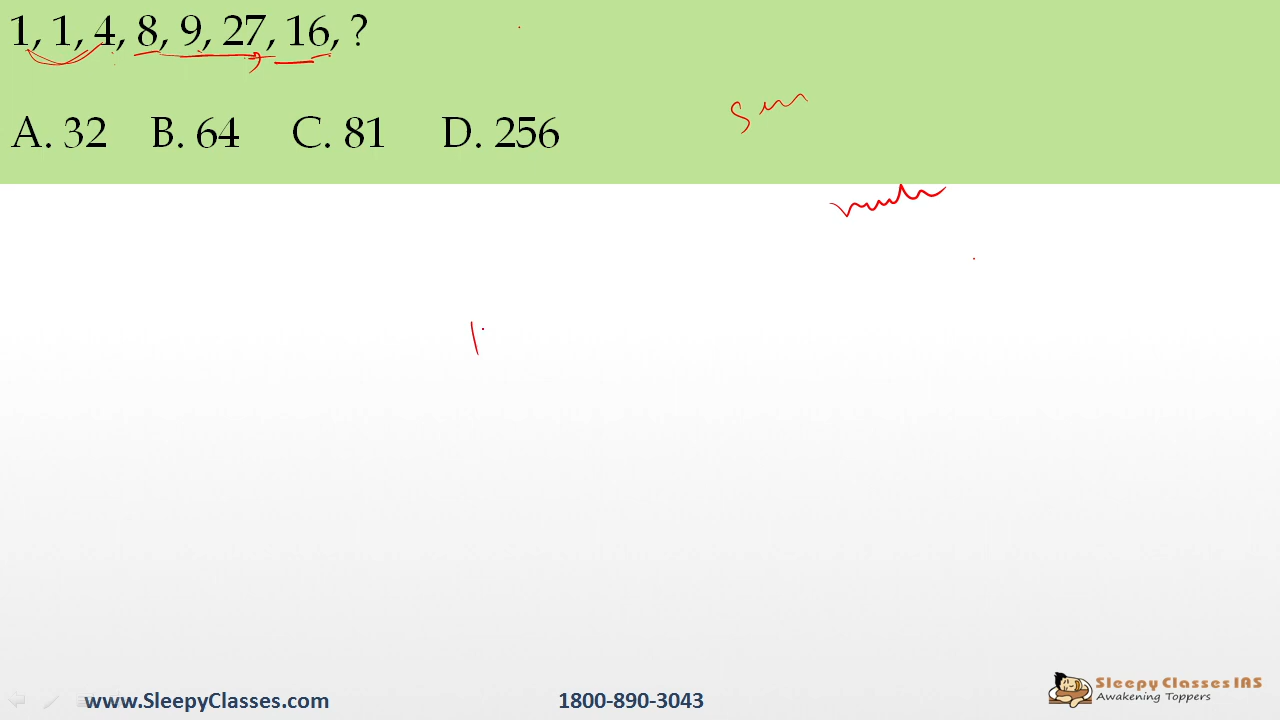 1, 1, 4, 8, 9, 27, 16, ?
A. 32 B. 64 C. 81 D. 256
www.SleepyClasses.com 1800-890-3043 Sleepy Classes IAS
Awakening Toppers